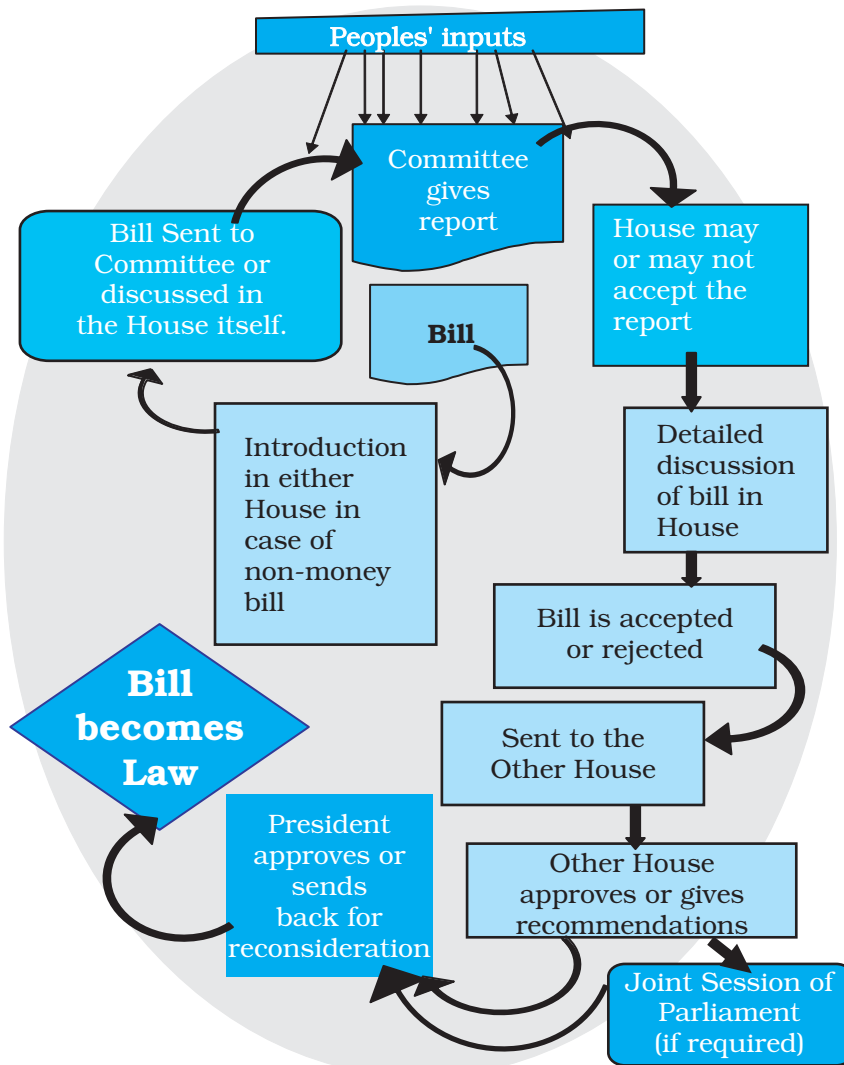 Peoples' inputs
Committee
gives
report
Bill Sent to
Committee or
discussed in
the House itself.
House may
or may not
accept the
report
Bill
Introduction
in either
House in
case of
non-money
bill
Detailed
discussion
of bill in
House
Bill is accepted
or rejected
Sent to the
Other House
Other House
approves or gives
recommendations
Joint Session of
Parliament
(if required)
President
approves or
sends
back for
reconsideration
Bill
becomes
Law